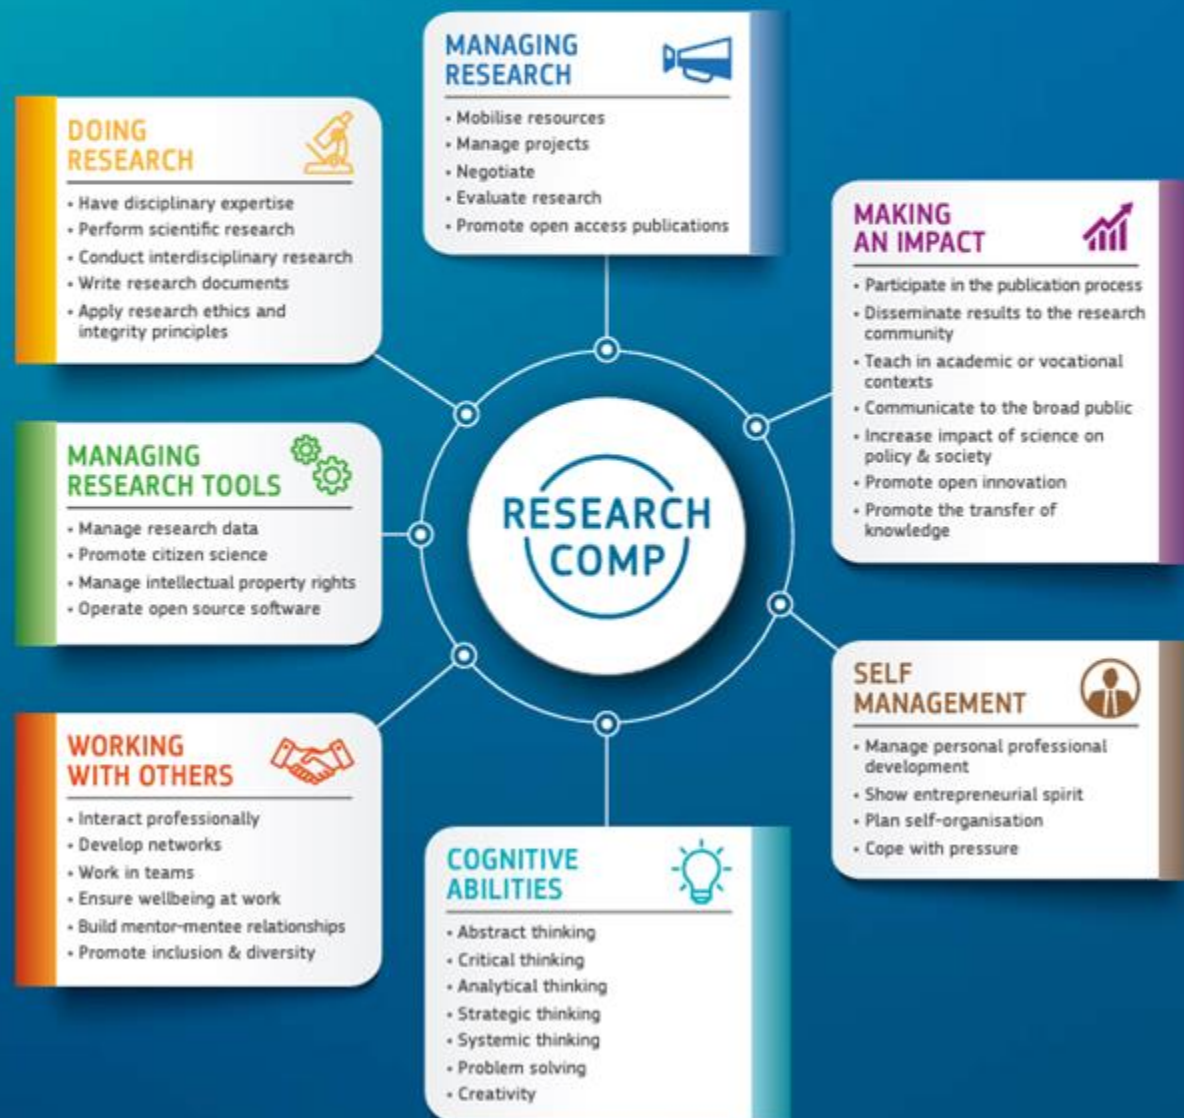 MANAGING
RESEARCH
• Mobilise resources
• Manage projects
• Negotiate
• Evaluate research
• Promote open access publications
DOING
RESEARCH
• Have disciplinary expertise
• Perform scientific research
• Conduct interdisciplinary research
• Write research documents
• Apply research ethics and
integrity principles
MAKING
AN IMPACT
• Participate in the publication process
• Disseminate results to the research
community
• Teach in academic or vocational
contexts
• Communicate to the broad public
• Increase impact of science on
policy & society
• Promote open innovation
• Promote the transfer of
knowledge
MANAGING
RESEARCH TOOLS
• Manage research data
• Promote citizen science
• Manage intellectual property rights
• Operate open source software
RESEARCH
COMP
SELF
MANAGEMENT
• Manage personal professional
development
• Show entrepreneurial spirit
• Plan self-organisation
• Cope with pressure
WORKING
WITH OTHERS
• Interact professionally
• Develop networks
• Work in teams
• Ensure wellbeing at work
• Build mentor-mentee relationships
• Promote inclusion & diversity
COGNITIVE
ABILITIES
• Abstract thinking
• Critical thinking
• Analytical thinking
• Strategic thinking
• Systemic thinking
• Problem solving
• Creativity